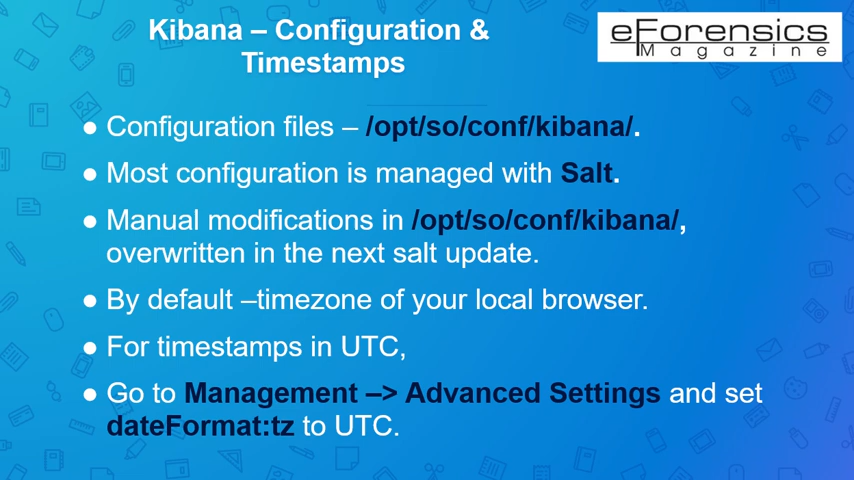 Kibana – Configuration &
Timestamps
eForensics
Magazine
● Configuration files – /opt/so/conf/kibana/.
● Most configuration is managed with Salt.
● Manual modifications in /opt/so/conf/kibana/,
overwritten in the next salt update.
● By default –timezone of your local browser.
● For timestamps in UTC,
● Go to Management –> Advanced Settings and set
dateFormat:tz to UTC.